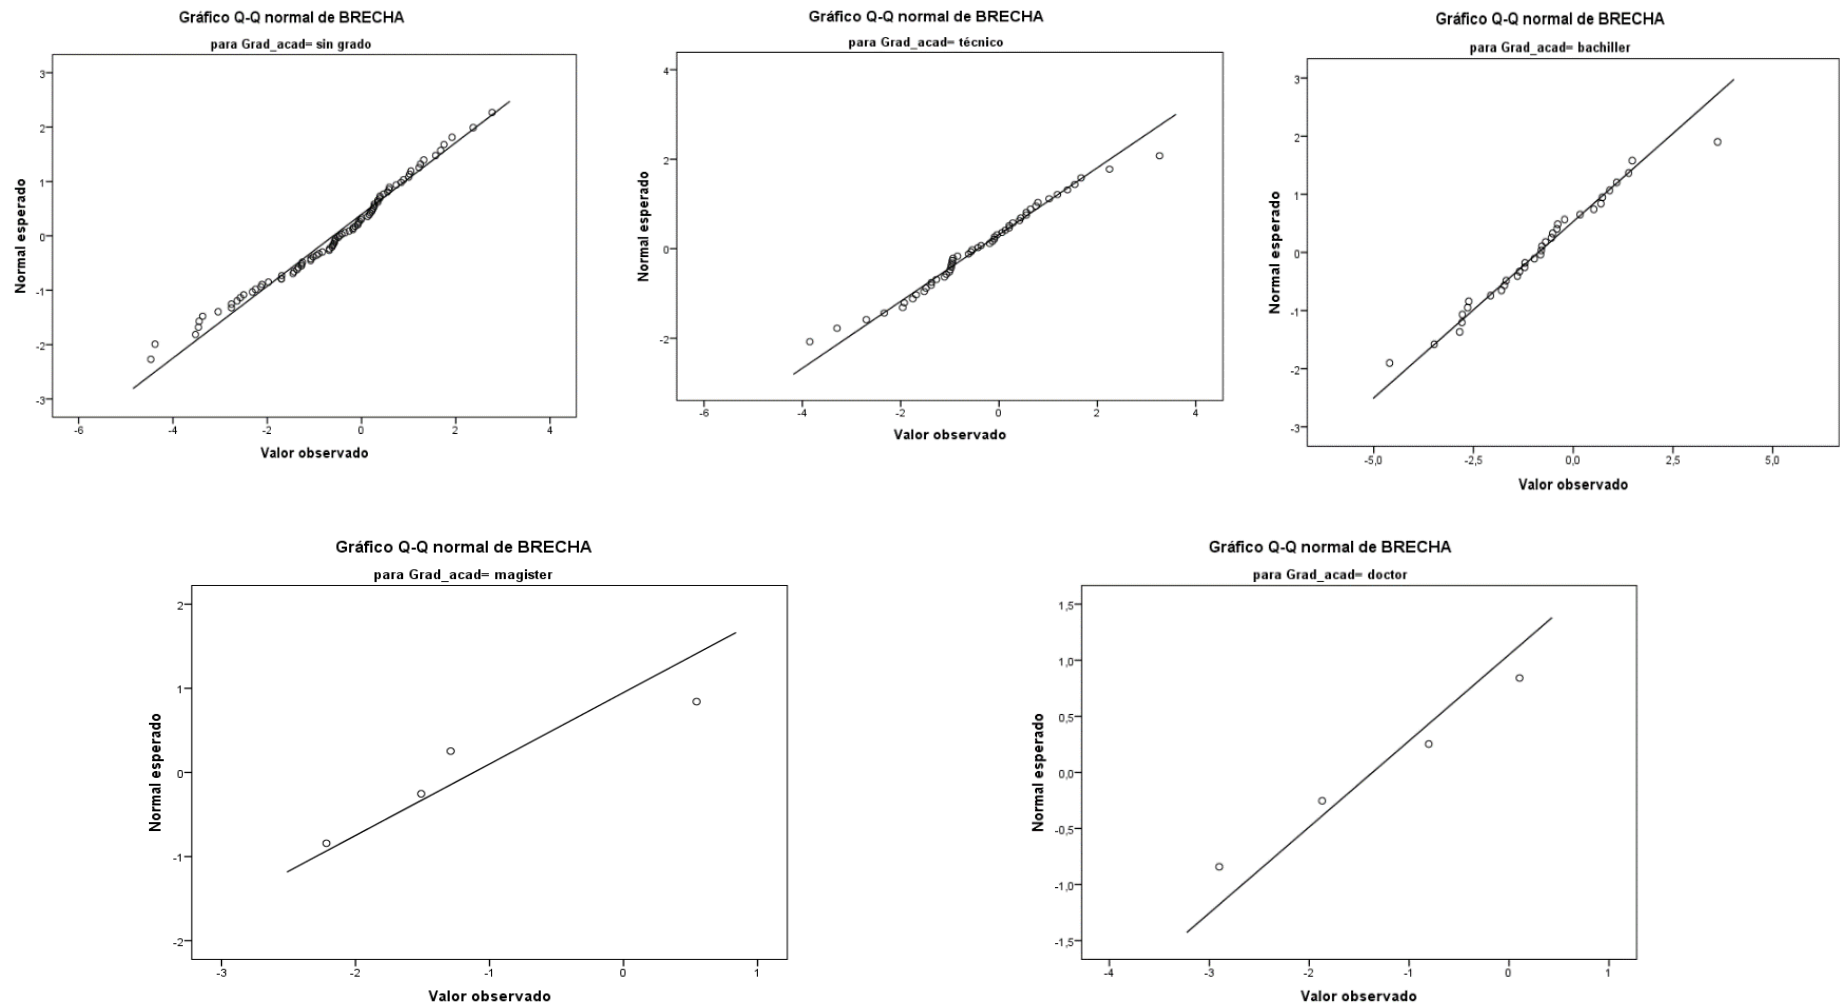 Gráfico Q-Q normal de BRECHA
para Grad_acad= sin grado
Normal esperado
3
2
1
0
-1
-2
-3
-6
-4
-2
0
2
4
Valor observado
Gráfico Q-Q normal de BRECHA
para Grad_acad= técnico
Normal esperado
4
2
0
-2
-6
-4
-2
0
2
4
Valor observado
Gráfico Q-Q normal de BRECHA
para Grad_acad= bachiller
Normal esperado
3
2
1
0
-1
-2
-3
-5,0
-2,5
0,0
2,5
5,0
Valor observado
Gráfico Q-Q normal de BRECHA
para Grad_acad= magister
Normal esperado
2
1
0
-1
-2
-3
-2
-1
0
1
Valor observado
Gráfico Q-Q normal de BRECHA
para Grad_acad= doctor
Normal esperado
1,5
1,0
0,5
0,0
-0,5
-1,0
-1,5
-4
-3
-2
-1
0
1
Valor observado